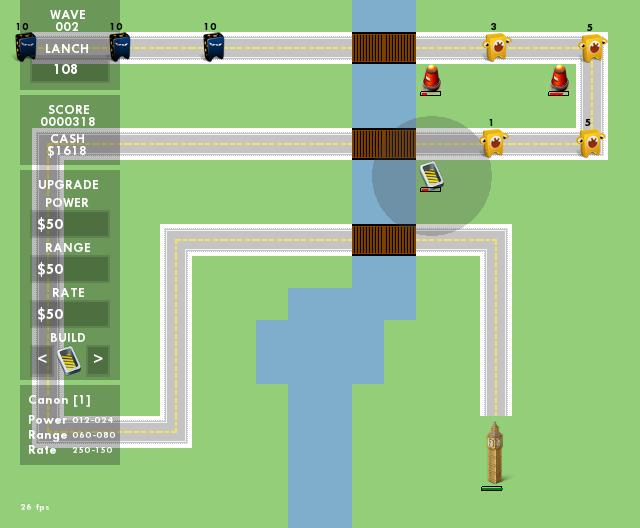 WAVE
002
10 10 10 3 5
LANCH
108
SCORE
0000318
CASH
$1618
1 5
UPGRADE
POWER
$50
RANGE
$50
RATE
$50
BUILD
< >
Canon [1]
Power 012-024
Range 060-080
Rate 250-150
26 fps